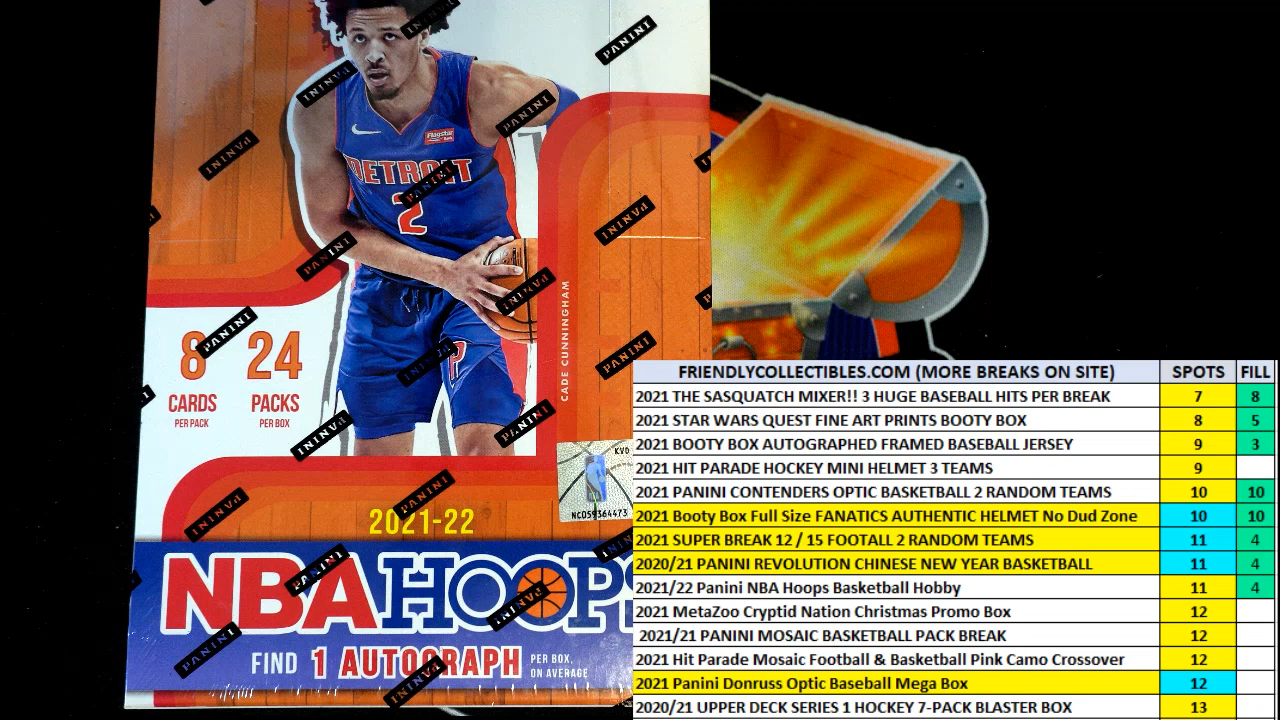 PANINI
Flagstar
Bank
DETROIT
2
CADE CUNNINGHAM
8 24
CARDS PACKS
PER PACK PER BOX
KVO
NC059364473
2021-22
NBA HOOPS
FIND 1 AUTOGRAPH PER BOX,
ON AVERAGE
FRIENDLYCOLLECTIBLES.COM (MORE BREAKS ON SITE) SPOTS FILL
2021 THE SASQUATCH MIXER!! 3 HUGE BASEBALL HITS PER BREAK 7 8
2021 STAR WARS QUEST FINE ART PRINTS BOOTY BOX 8 5
2021 BOOTY BOX AUTOGRAPHED FRAMED BASEBALL JERSEY 9 3
2021 HIT PARADE HOCKEY MINI HELMET 3 TEAMS 9
2021 PANINI CONTENDERS OPTIC BASKETBALL 2 RANDOM TEAMS 10 10
2021 Booty Box Full Size FANATICS AUTHENTIC HELMET No Dud Zone 10 10
2021 SUPER BREAK 12 / 15 FOOTALL 2 RANDOM TEAMS 11 4
2020/21 PANINI REVOLUTION CHINESE NEW YEAR BASKETBALL 11 4
2021/22 Panini NBA Hoops Basketball Hobby 11 4
2021 MetaZoo Cryptid Nation Christmas Promo Box 12
2021/21 PANINI MOSAIC BASKETBALL PACK BREAK 12
2021 Hit Parade Mosaic Football & Basketball Pink Camo Crossover 12
2021 Panini Donruss Optic Baseball Mega Box 12
2020/21 UPPER DECK SERIES 1 HOCKEY 7-PACK BLASTER BOX 13